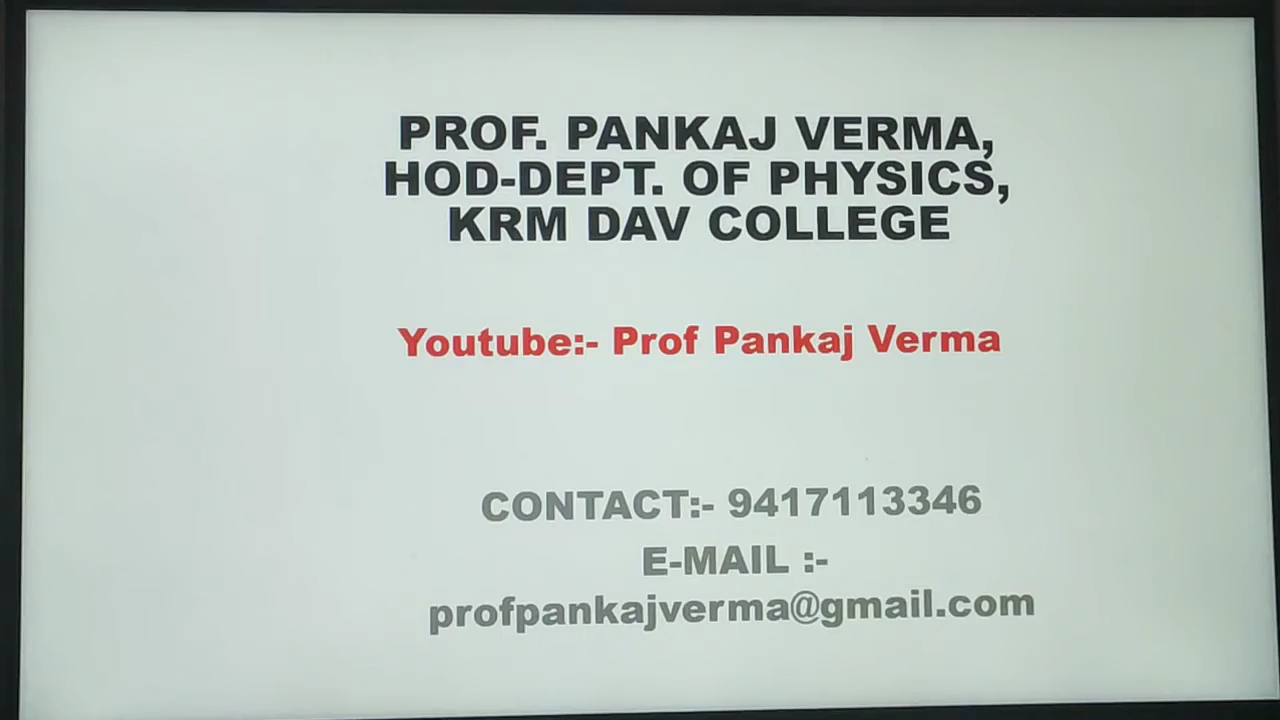 PROF. PANKAJ VERMA,
HOD-DEPT. OF PHYSICS,
KRM DAV COLLEGE
Youtube:- Prof Pankaj Verma
CONTACT:- 9417113346
E-MAIL :-
profpankajverma@gmail.com